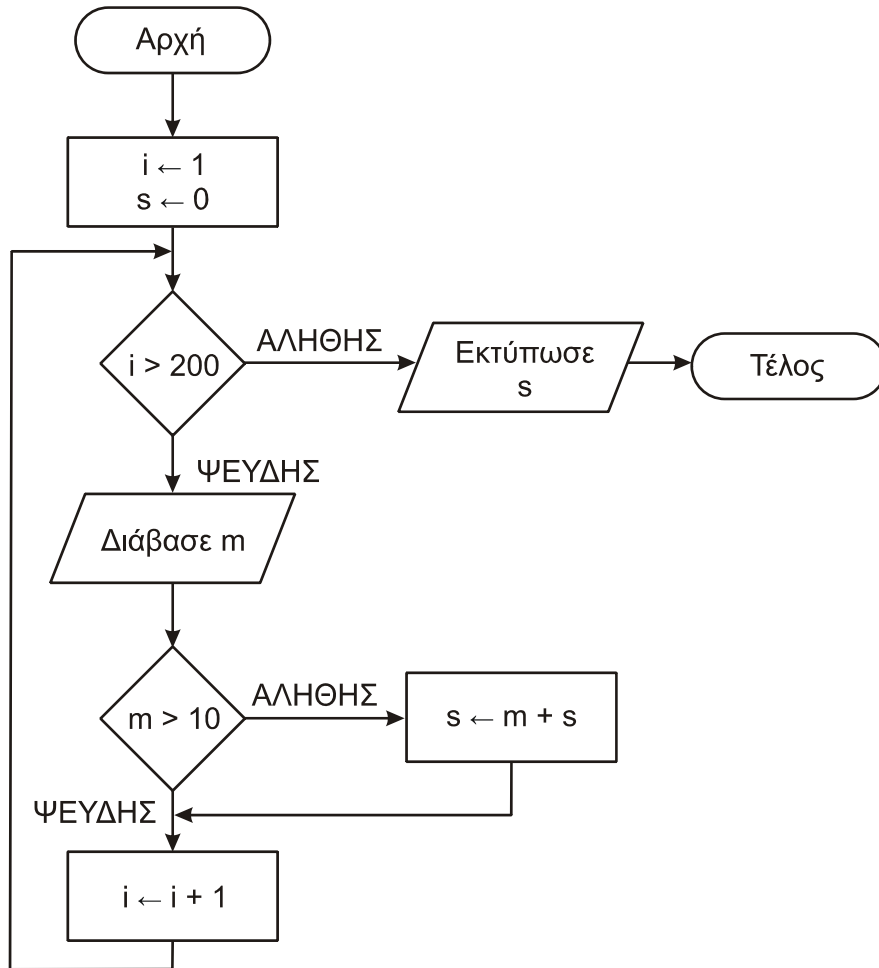 Αρχή
i ← 1
s ← 0
i > 200
ΑΛΗΘΗΣ
Εκτύπωσε
s
Τέλος
ΨΕΥΔΗΣ
Διάβασε m
m > 10
ΑΛΗΘΗΣ
s ← m + s
ΨΕΥΔΗΣ
i ← i + 1